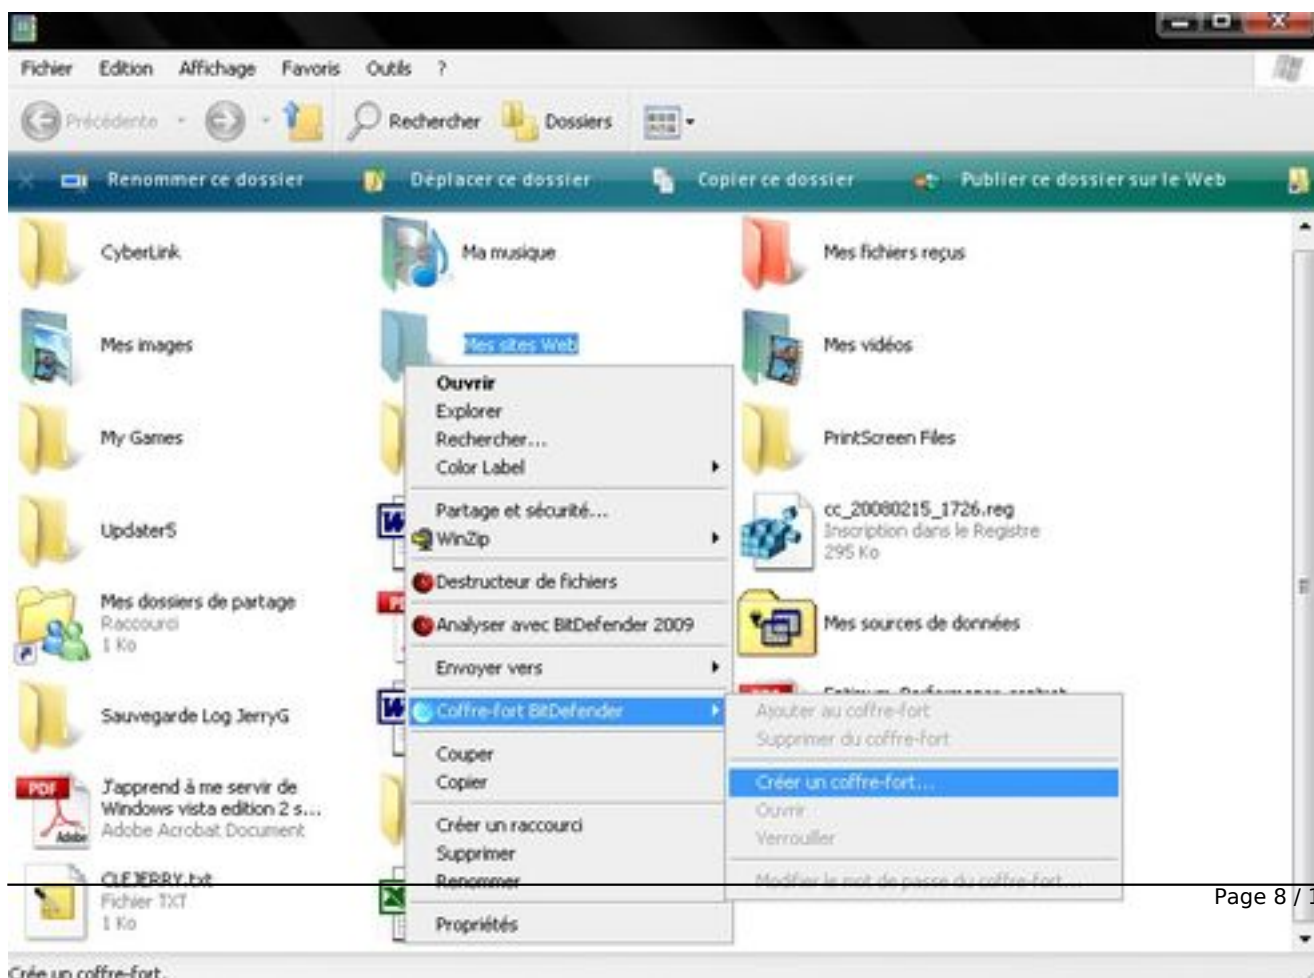 Fichier Edition Affichage Favoris Outils ?
Précédente Rechercher Dossiers
Renommer ce dossier Déplacer ce dossier Copier ce dossier Publier ce dossier sur le Web
CyberLink Ma musique Mes fichiers reçus
Mes images Mes sites Web Mes vidéos
Ouvrir
Explorer
My Games PrintScreen Files
Rechercher...
Color Label
Partage et sécurité... cc_20080215_1726.reg
Updater5 Inscription dans le Registre
WinZip 295 Ko
Destructeur de fichiers
Mes dossiers de partage
Raccourci
1 Ko
Analyser avec BitDefender 2009 Mes sources de données
Envoyer vers
Sauvegarde Log JerryG Coffre-fort BitDefender Ajouter au coffre-fort
Supprimer du coffre-fort
Couper
Copier Créer un coffre-fort...
PDF J'apprend à me servir de
Windows vista edition 2 s... Ouvrir
Adobe Adobe Acrobat Document Créer un raccourci Verrouiller
Supprimer
CLEJERRY.txt Renommer Modifier le mot de passe du coffre-fort...
Fichier TXT Page 8 /
1 Ko Propriétés
Crée un coffre-fort.